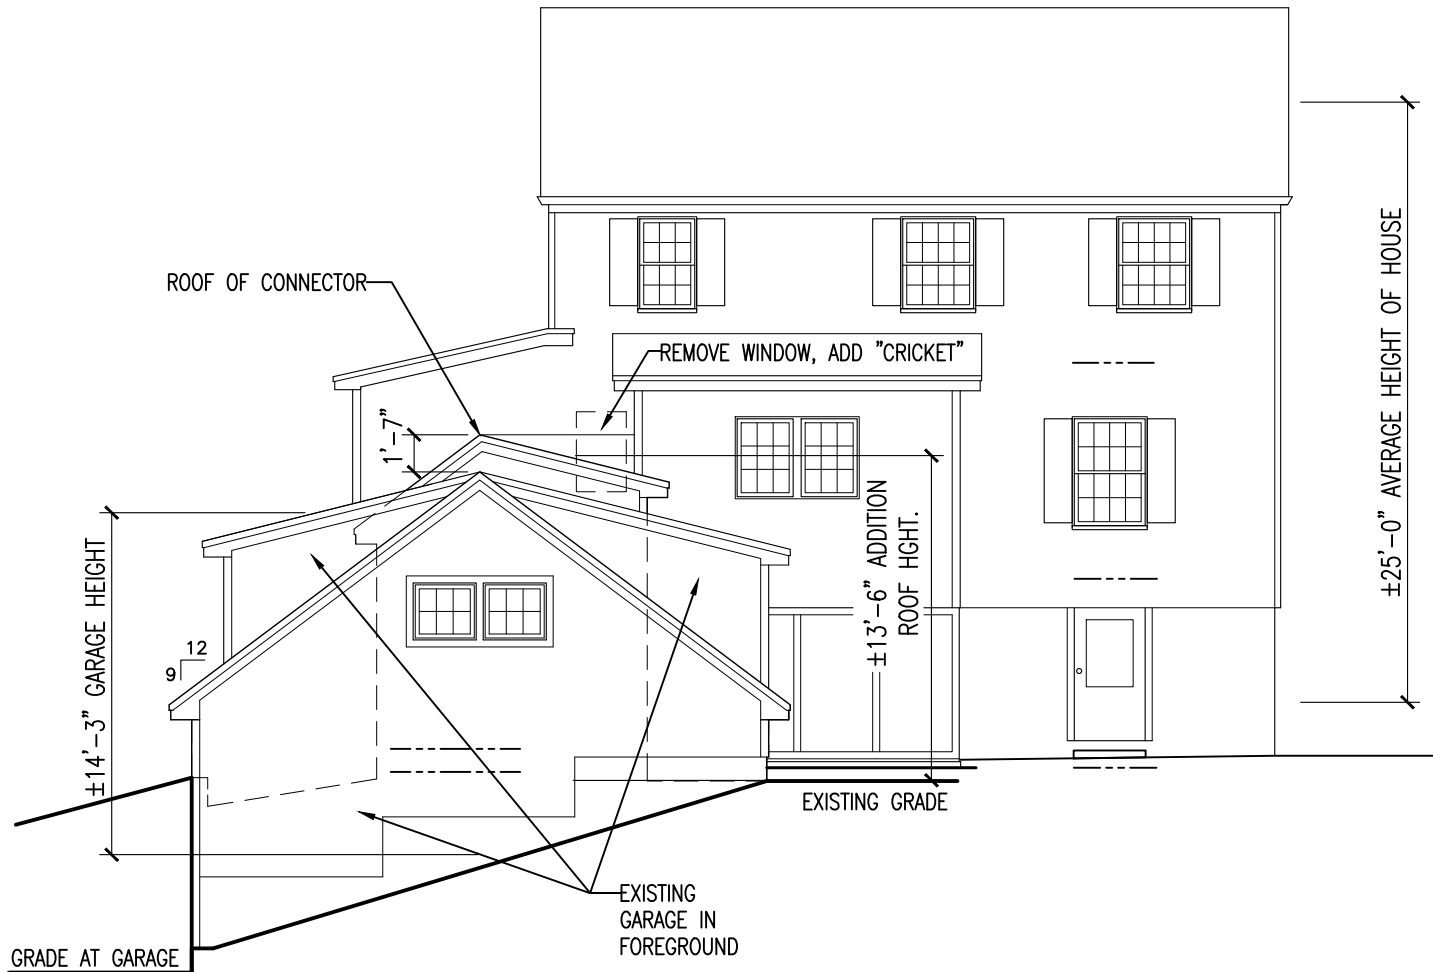 ROOF OF CONNECTOR
REMOVE WINDOW, ADD "CRICKET"
±25'-0" AVERAGE HEIGHT OF HOUSE
1'-7"
±13'-6" ADDITION
ROOF HGHT.
±14'-3" GARAGE HEIGHT
12
9
EXISTING GRADE
EXISTING
GARAGE IN
FOREGROUND
GRADE AT GARAGE